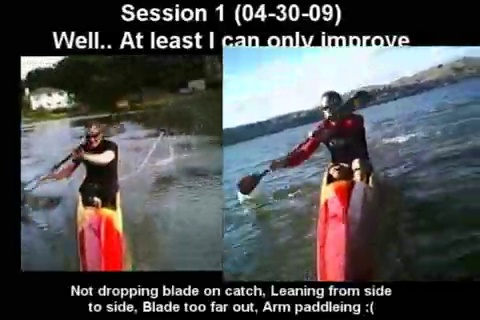 Session 1 (04-30-09)
Well.. At least I can only improve
Not dropping blade on catch, Leaning from side
to side, Blade too far out, Arm paddleing :(